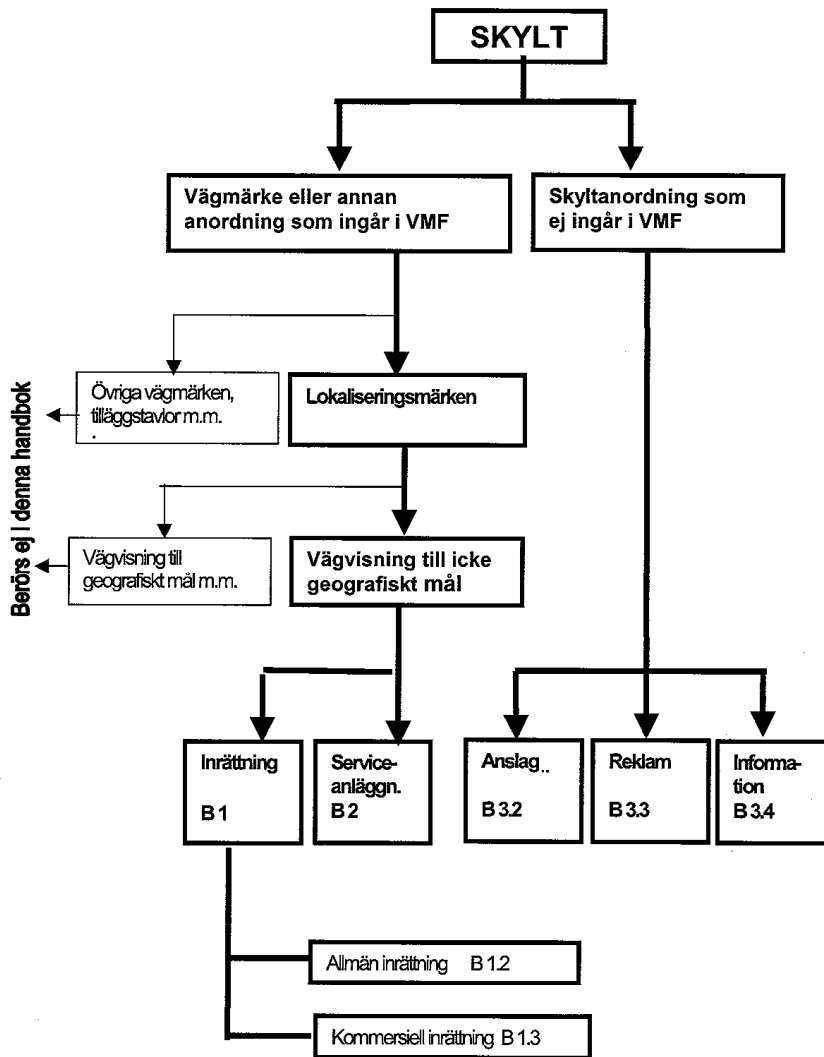 SKYLT
Vägmärke eller annan
anordning som ingår i VMF
Skyltanordning som
ej ingår i VMF
Övriga vägmärken,
tilläggstavlor m.m.
Lokaliseringsmärken
Berörs ej i denna handbok
Vägvisning till
geografiskt mål m.m.
Vägvisning till icke
geografiskt mål
Inrättning
B 1
Service-
anläggn.
B 2
Anslag..
B 3.2
Reklam
B 3.3
Informa-
tion
B 3.4
Allmän inrättning B 1.2
Kommersiell inrättning B 1.3